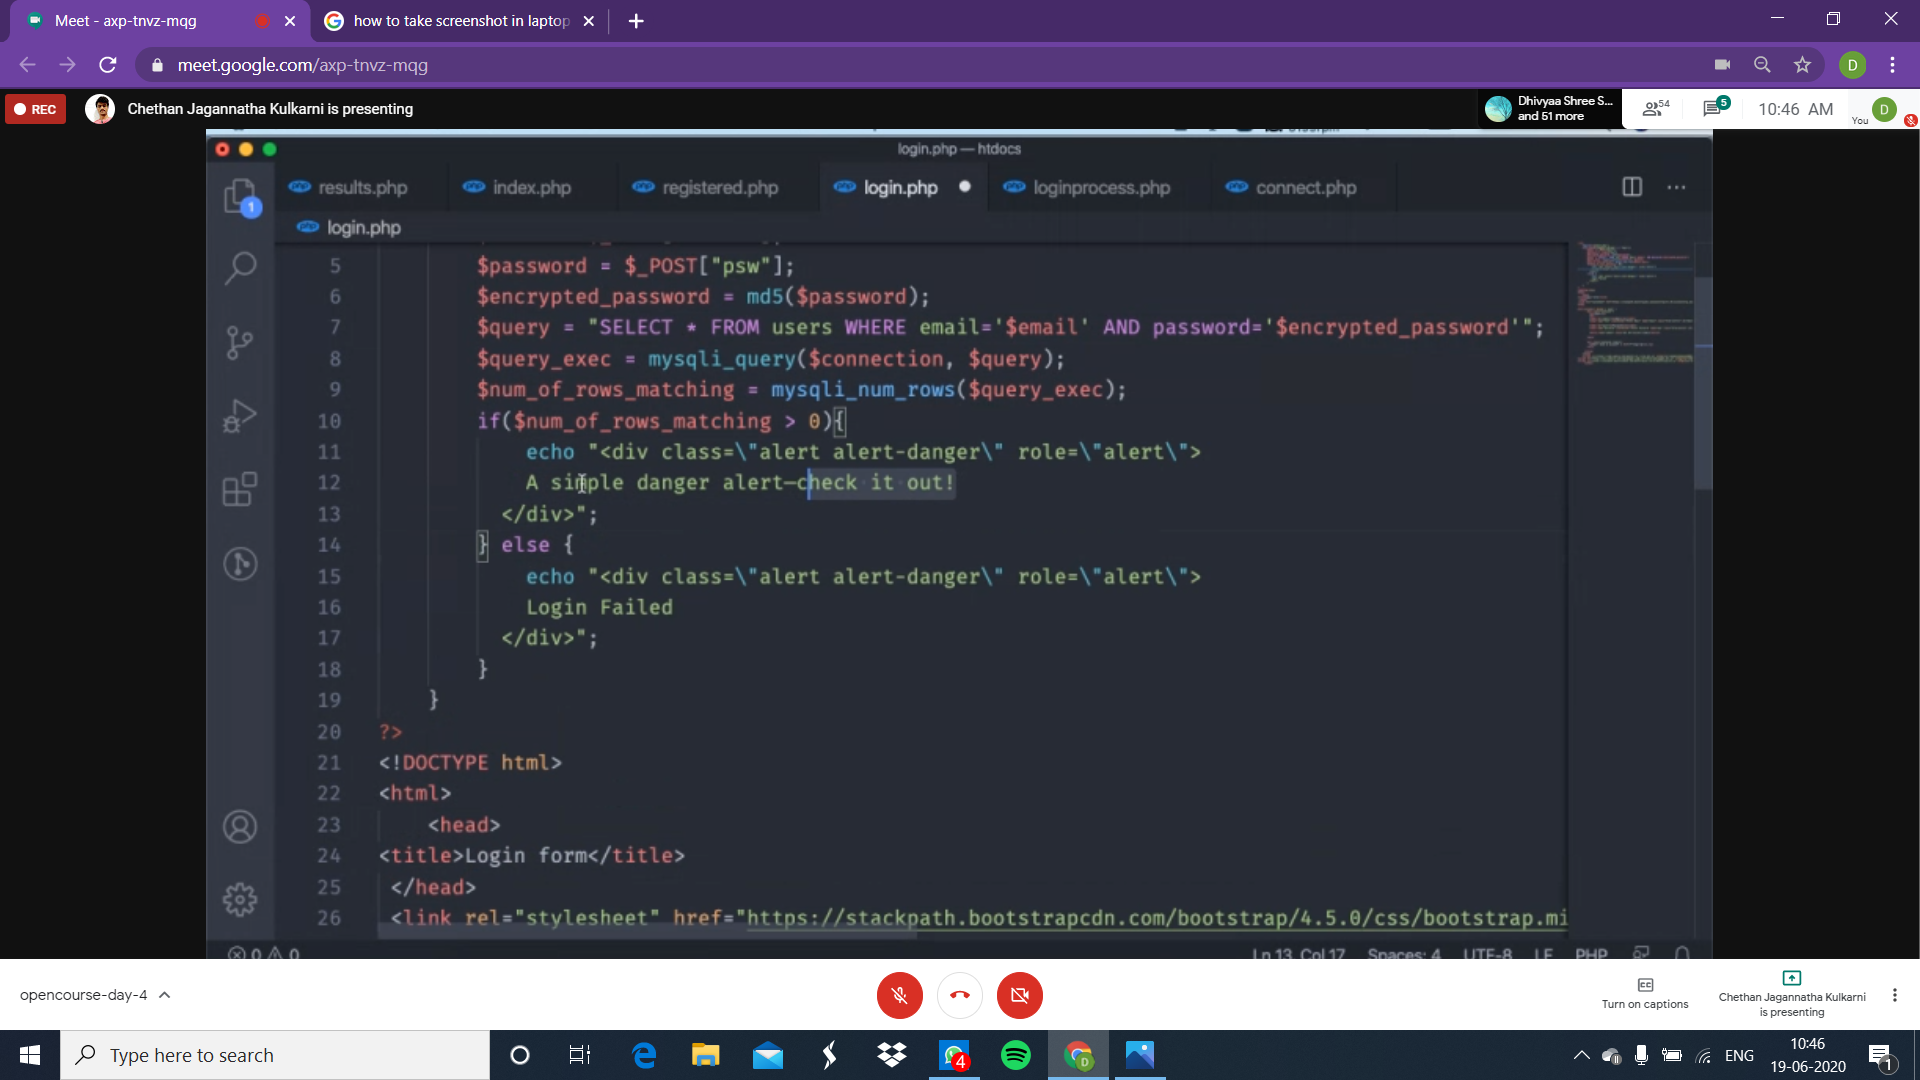 Meet - axp-tnvz-mqg
how to take screenshot in laptop
meet.google.com/axp-tnvz-mqg
D
REC
Chethan Jagannatha Kulkarni is presenting
Dhivyaa Shree S...
and 51 more
54
5
10:46 AM
You
D
login.php — htdocs
1
results.php
index.php
registered.php
login.php
loginprocess.php
connect.php
login.php
5 $password = $_POST["psw"];
6 $encrypted_password = md5($password);
7 $query = "SELECT * FROM users WHERE email='$email' AND password='$encrypted_password'";
8 $query_exec = mysqli_query($connection, $query);
9 $num_of_rows_matching = mysqli_num_rows($query_exec);
10 if($num_of_rows_matching > 0){
11 echo "<div class=\"alert alert-danger\" role=\"alert\">
12 A simple danger alert—check it out!
13 </div>";
14 } else {
15 echo "<div class=\"alert alert-danger\" role=\"alert\">
16 Login Failed
17 </div>";
18 }
19 }
20 ?>
21 <!DOCTYPE html>
22 <html>
23 <head>
24 <title>Login form</title>
25 </head>
26 <link rel="stylesheet" href="https://stackpath.bootstrapcdn.com/bootstrap/4.5.0/css/bootstrap.mi
0 0
Ln 13, Col 17
Spaces: 4
UTF-8
LF
PHP
opencourse-day-4
Turn on captions
Chethan Jagannatha Kulkarni
is presenting
Type here to search
4
D
ENG
10:46
19-06-2020
1